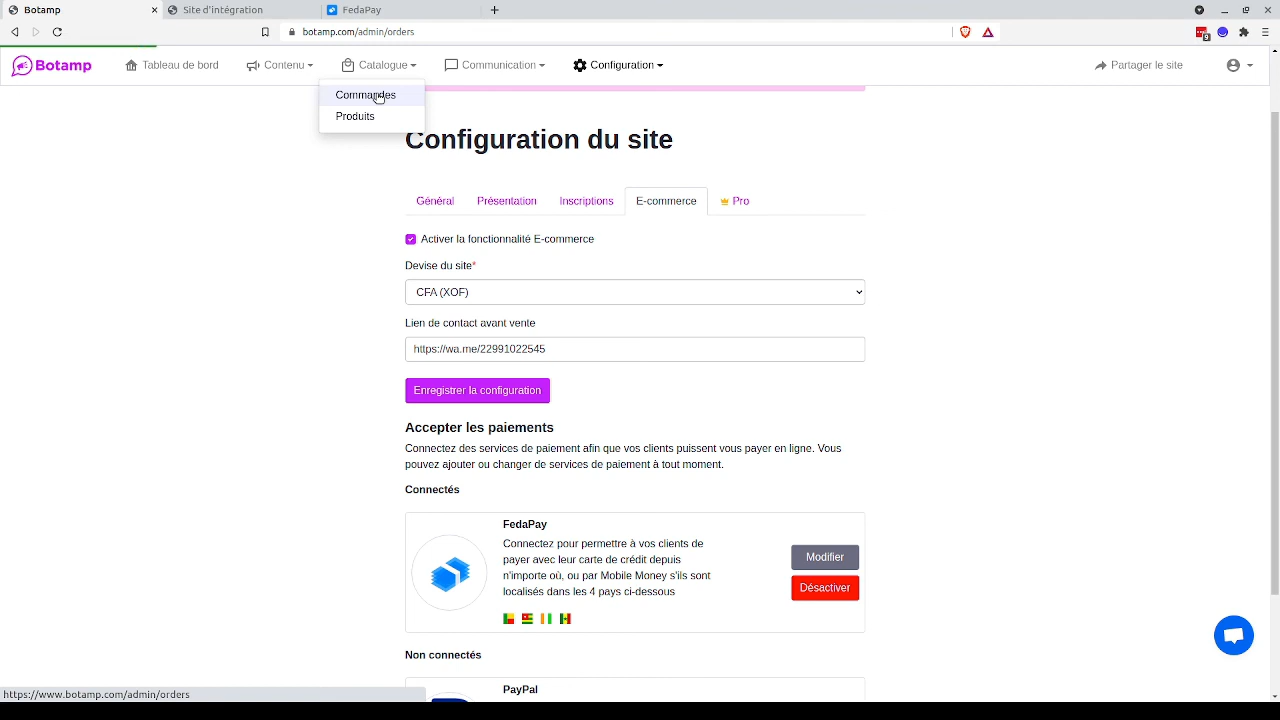 Botamp
Site d'intégration
FedaPay
botamp.com/admin/orders
9
Botamp
Tableau de bord
Contenu
Catalogue
Communication
Configuration
Partager le site
Commandes
Produits
Configuration du site
Général
Présentation
Inscriptions
E-commerce
Pro
Activer la fonctionnalité E-commerce
Devise du site*
CFA (XOF)
Lien de contact avant vente
https://wa.me/22991022545
Enregistrer la configuration
Accepter les paiements
Connectez des services de paiement afin que vos clients puissent vous payer en ligne. Vous
pouvez ajouter ou changer de services de paiement à tout moment.
Connectés
FedaPay
Connectez pour permettre à vos clients de
payer avec leur carte de crédit depuis
n'importe où, ou par Mobile Money s'ils sont
localisés dans les 4 pays ci-dessous
Modifier
Désactiver
Non connectés
PayPal
https://www.botamp.com/admin/orders